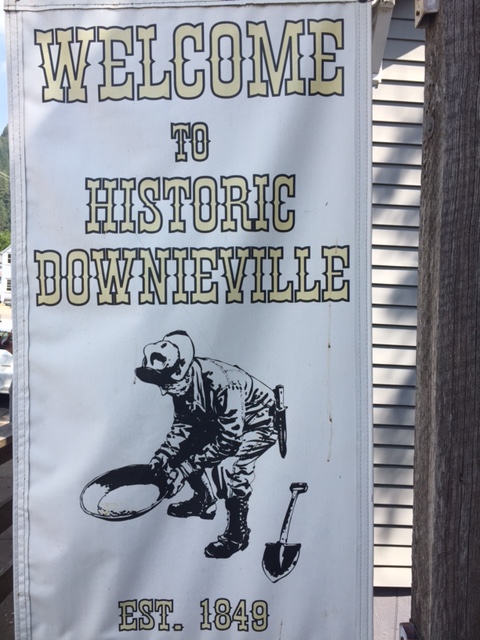 WELCOME
TO
HISTORIC
DOWNIEVILLE
EST. 1849